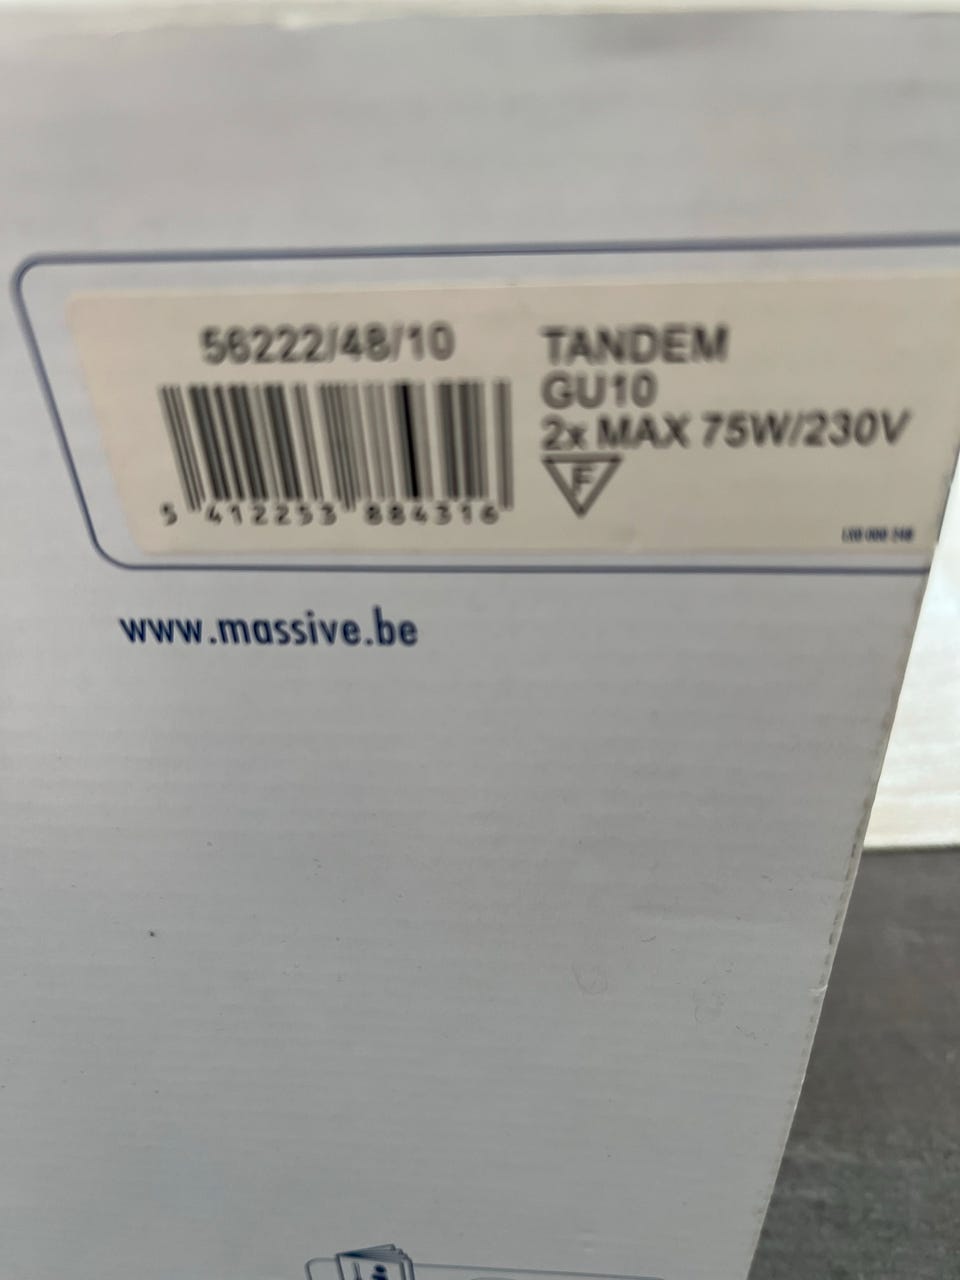 56222/48/10
5 412253 884316
TANDEM
GU10
2x MAX 75W/230V
F
www.massive.be